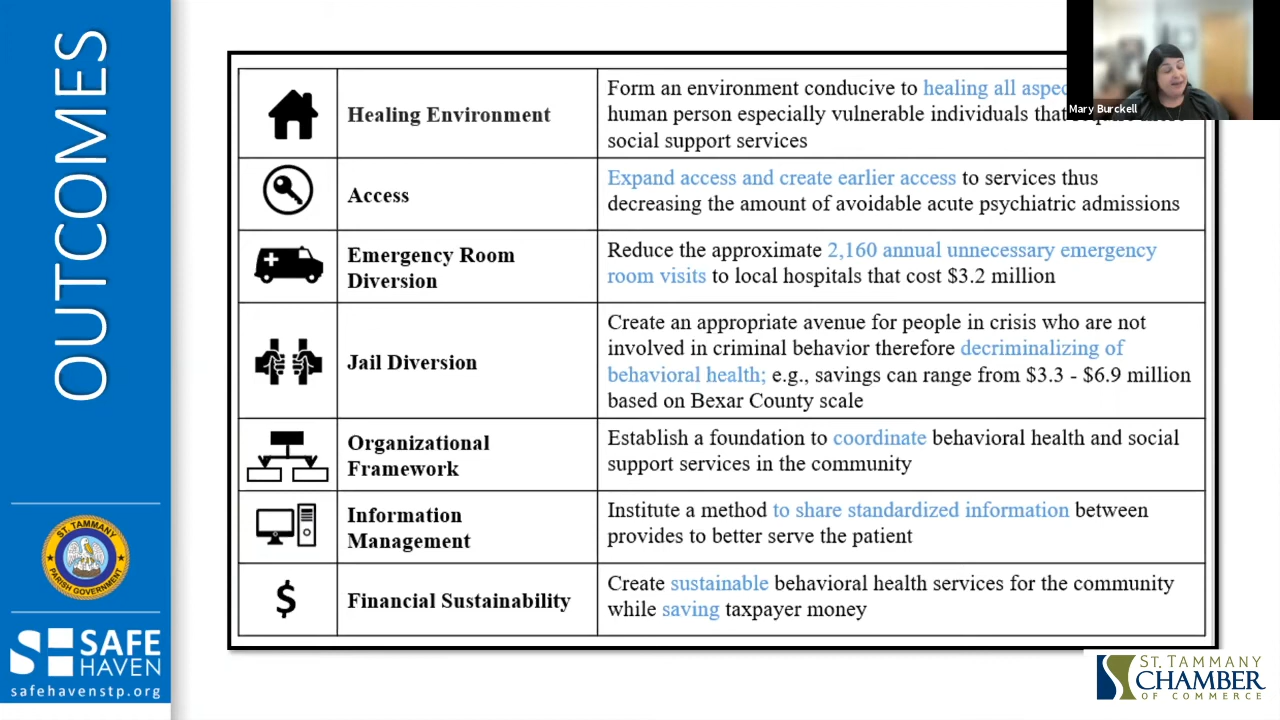 OUTCOMES
Healing Environment
Form an environment conducive to healing all
human person especially vulnerable individuals that
social support services
Access
Expand access and create earlier access to services thus
decreasing the amount of avoidable acute psychiatric admissions
Emergency Room
Diversion
Reduce the approximate 2,160 annual unnecessary emergency
room visits to local hospitals that cost $3.2 million
Jail Diversion
Create an appropriate avenue for people in crisis who are not
involved in criminal behavior therefore decriminalizing of
behavioral health; e.g., savings can range from $3.3 - $6.9 million
based on Bexar County scale
Organizational
Framework
Establish a foundation to coordinate behavioral health and social
support services in the community
Information
Management
Institute a method to share standardized information between
provides to better serve the patient
$
Financial Sustainability
Create sustainable behavioral health services for the community
while saving taxpayer money
Mary Burckell
ST. TAMMANY
PARISH GOVERNMENT
SAFE
HAVEN
safehavenstp.org
ST. TAMMANY
CHAMBER
OF COMMERCE